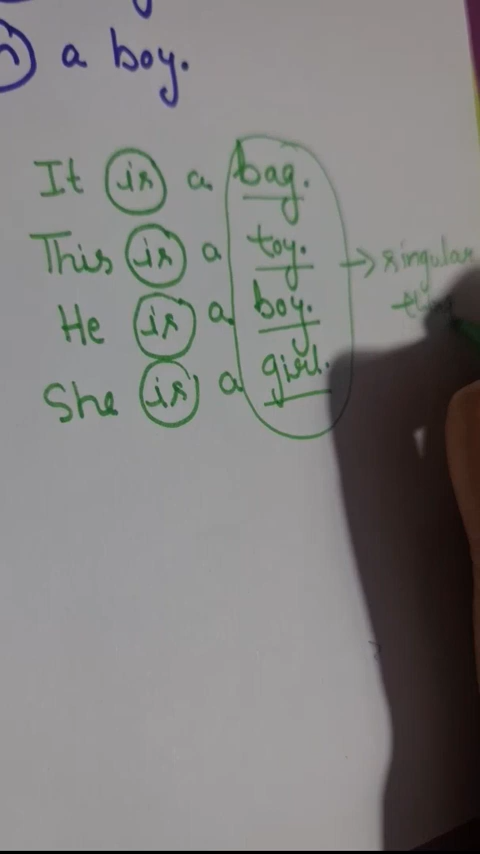 a boy.
It is a bag.
This is a toy.
He is a boy.
She is a girl.
→ singular